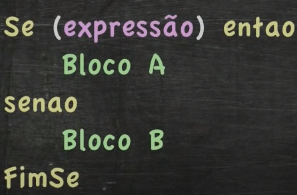 Se (expressão) entao
Bloco A
senao
Bloco B
FimSe